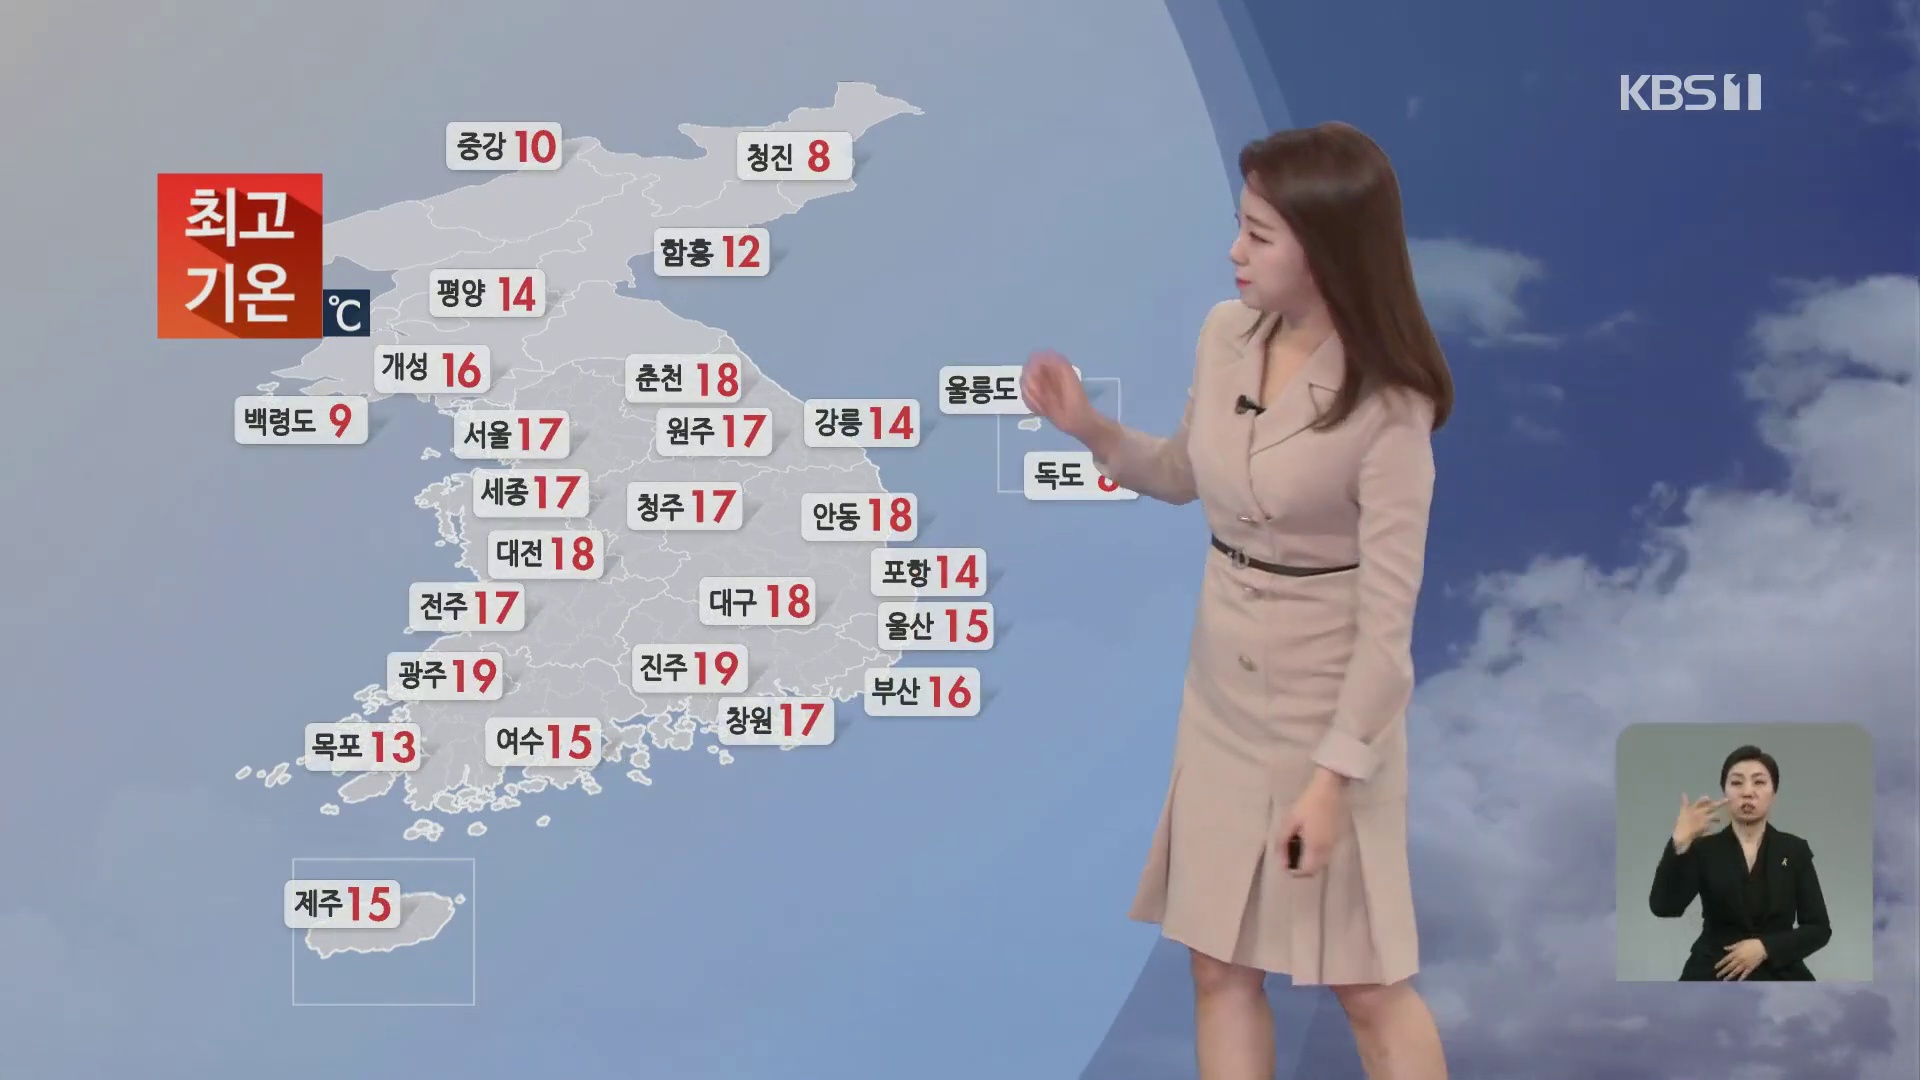 KBS 1
중강 10
청진 8
최고
기온
℃
함흥 12
평양 14
개성 16
춘천 18
울릉도
백령도 9
서울 17
원주 17
강릉 14
독도
세종 17
청주 17
안동 18
대전 18
포항 14
전주 17
대구 18
울산 15
광주 19
진주 19
부산 16
창원 17
목포 13
여수 15
제주 15